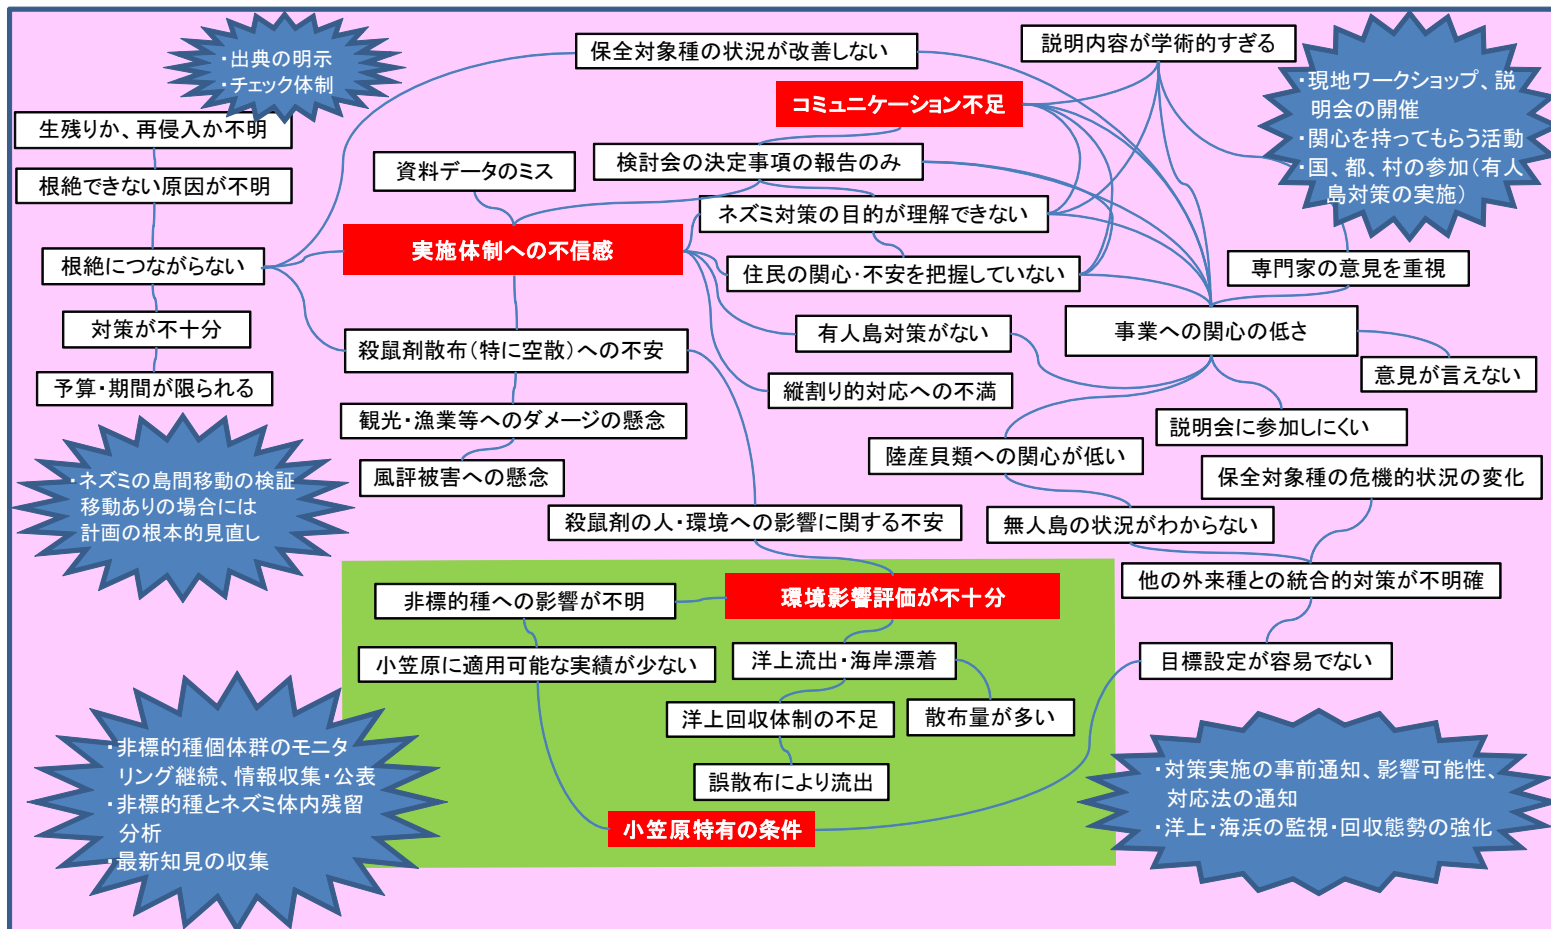 ・出典の明示
・チェック体制
保全対象種の状況が改善しない
説明内容が学術的すぎる
・現地ワークショップ、説
明会の開催
・関心を持ってもらう活動
・国、都、村の参加(有人
島対策の実施)
コミュニケーション不足
生残りか、再侵入か不明
検討会の決定事項の報告のみ
資料データのミス
根絶できない原因が不明
ネズミ対策の目的が理解できない
実施体制への不信感
根絶につながらない
住民の関心・不安を把握していない
専門家の意見を重視
対策が不十分
有人島対策がない
事業への関心の低さ
殺鼠剤散布(特に空散)への不安
意見が言えない
予算・期間が限られる
縦割り的対応への不満
観光・漁業等へのダメージの懸念
説明会に参加しにくい
陸産貝類への関心が低い
風評被害への懸念
保全対象種の危機的状況の変化
・ネズミの島間移動の検証
移動ありの場合には
計画の根本的見直し
殺鼠剤の人・環境への影響に関する不安
無人島の状況がわからない
他の外来種との統合的対策が不明確
環境影響評価が不十分
非標的種への影響が不明
小笠原に適用可能な実績が少ない
洋上流出・海岸漂着
目標設定が容易でない
洋上回収体制の不足
散布量が多い
誤散布により流出
小笠原特有の条件
・非標的種個体群のモニタ
リング継続、情報収集・公表
・非標的種とネズミ体内残留
分析
・最新知見の収集
・対策実施の事前通知、影響可能性、
対応法の通知
・洋上・海浜の監視・回収態勢の強化